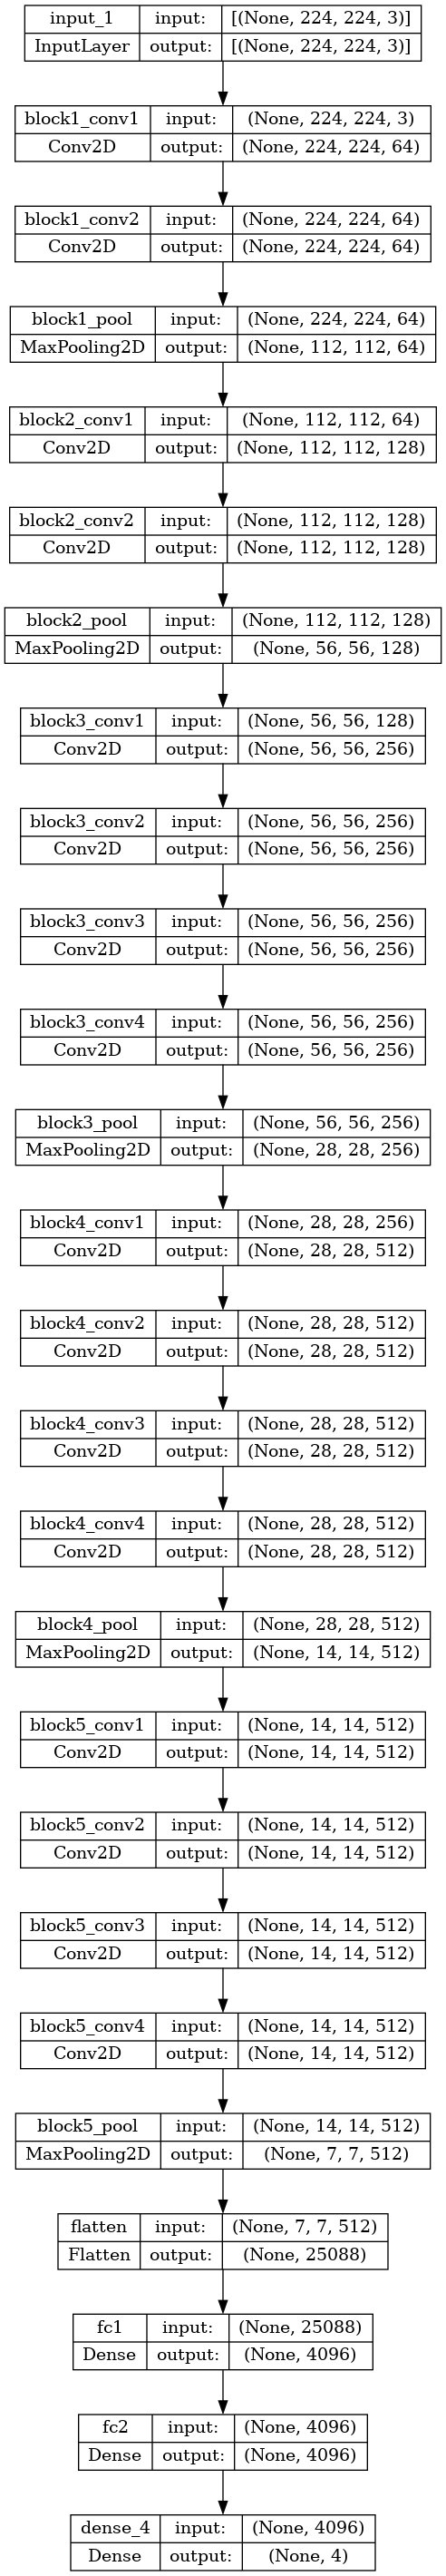 input_1 input: [(None, 224, 224, 3)]
InputLayer output: [(None, 224, 224, 3)]
block1_conv1 input: (None, 224, 224, 3)
Conv2D output: (None, 224, 224, 64)
block1_conv2 input: (None, 224, 224, 64)
Conv2D output: (None, 224, 224, 64)
block1_pool input: (None, 224, 224, 64)
MaxPooling2D output: (None, 112, 112, 64)
block2_conv1 input: (None, 112, 112, 64)
Conv2D output: (None, 112, 112, 128)
block2_conv2 input: (None, 112, 112, 128)
Conv2D output: (None, 112, 112, 128)
block2_pool input: (None, 112, 112, 128)
MaxPooling2D output: (None, 56, 56, 128)
block3_conv1 input: (None, 56, 56, 128)
Conv2D output: (None, 56, 56, 256)
block3_conv2 input: (None, 56, 56, 256)
Conv2D output: (None, 56, 56, 256)
block3_conv3 input: (None, 56, 56, 256)
Conv2D output: (None, 56, 56, 256)
block3_conv4 input: (None, 56, 56, 256)
Conv2D output: (None, 56, 56, 256)
block3_pool input: (None, 56, 56, 256)
MaxPooling2D output: (None, 28, 28, 256)
block4_conv1 input: (None, 28, 28, 256)
Conv2D output: (None, 28, 28, 512)
block4_conv2 input: (None, 28, 28, 512)
Conv2D output: (None, 28, 28, 512)
block4_conv3 input: (None, 28, 28, 512)
Conv2D output: (None, 28, 28, 512)
block4_conv4 input: (None, 28, 28, 512)
Conv2D output: (None, 28, 28, 512)
block4_pool input: (None, 28, 28, 512)
MaxPooling2D output: (None, 14, 14, 512)
block5_conv1 input: (None, 14, 14, 512)
Conv2D output: (None, 14, 14, 512)
block5_conv2 input: (None, 14, 14, 512)
Conv2D output: (None, 14, 14, 512)
block5_conv3 input: (None, 14, 14, 512)
Conv2D output: (None, 14, 14, 512)
block5_conv4 input: (None, 14, 14, 512)
Conv2D output: (None, 14, 14, 512)
block5_pool input: (None, 14, 14, 512)
MaxPooling2D output: (None, 7, 7, 512)
flatten input: (None, 7, 7, 512)
Flatten output: (None, 25088)
fc1 input: (None, 25088)
Dense output: (None, 4096)
fc2 input: (None, 4096)
Dense output: (None, 4096)
dense_4 input: (None, 4096)
Dense output: (None, 4)